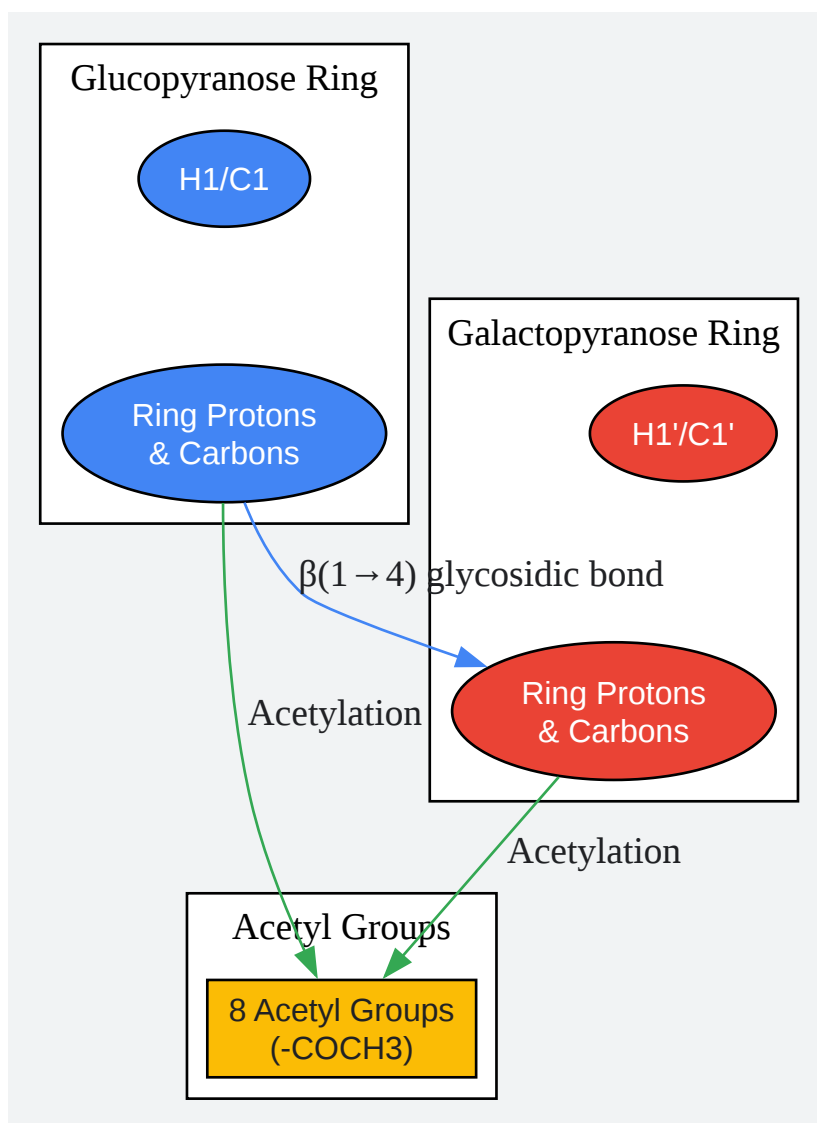 Glucopyranose Ring
H1/C1
Ring Protons
& Carbons
Galactopyranose Ring
H1'/C1'
β(1→4) glycosidic bond
Ring Protons
& Carbons
Acetylation
Acetylation
Acetyl Groups
8 Acetyl Groups
(-COCH3)